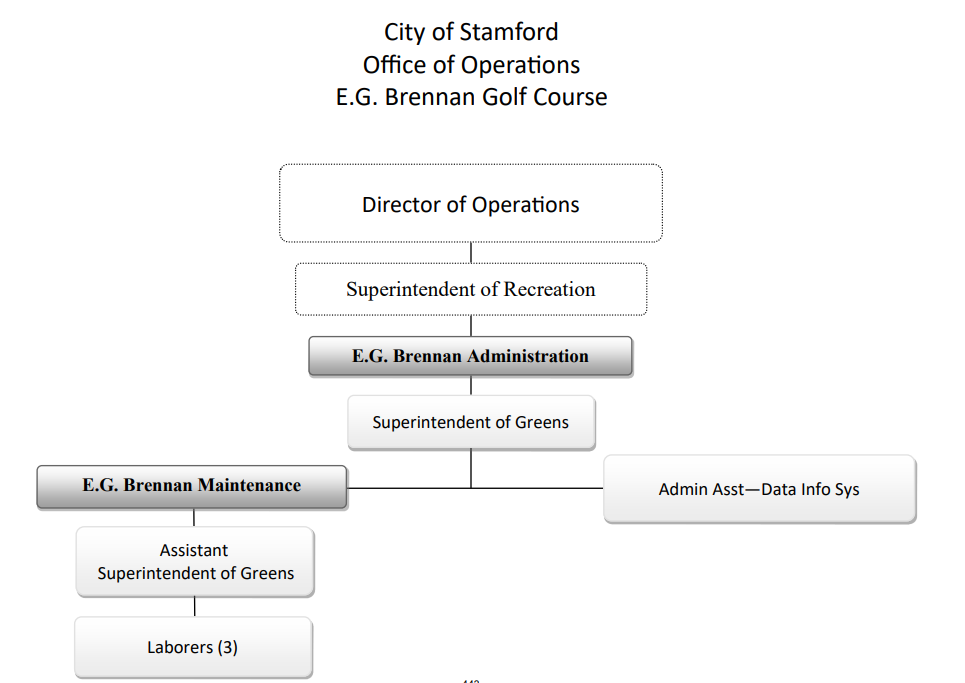 City of Stamford
Office of Operations
E.G. Brennan Golf Course
Director of Operations
Superintendent of Recreation
E.G. Brennan Administration
Superintendent of Greens
E.G. Brennan Maintenance
Admin Asst—Data Info Sys
Assistant
Superintendent of Greens
Laborers (3)